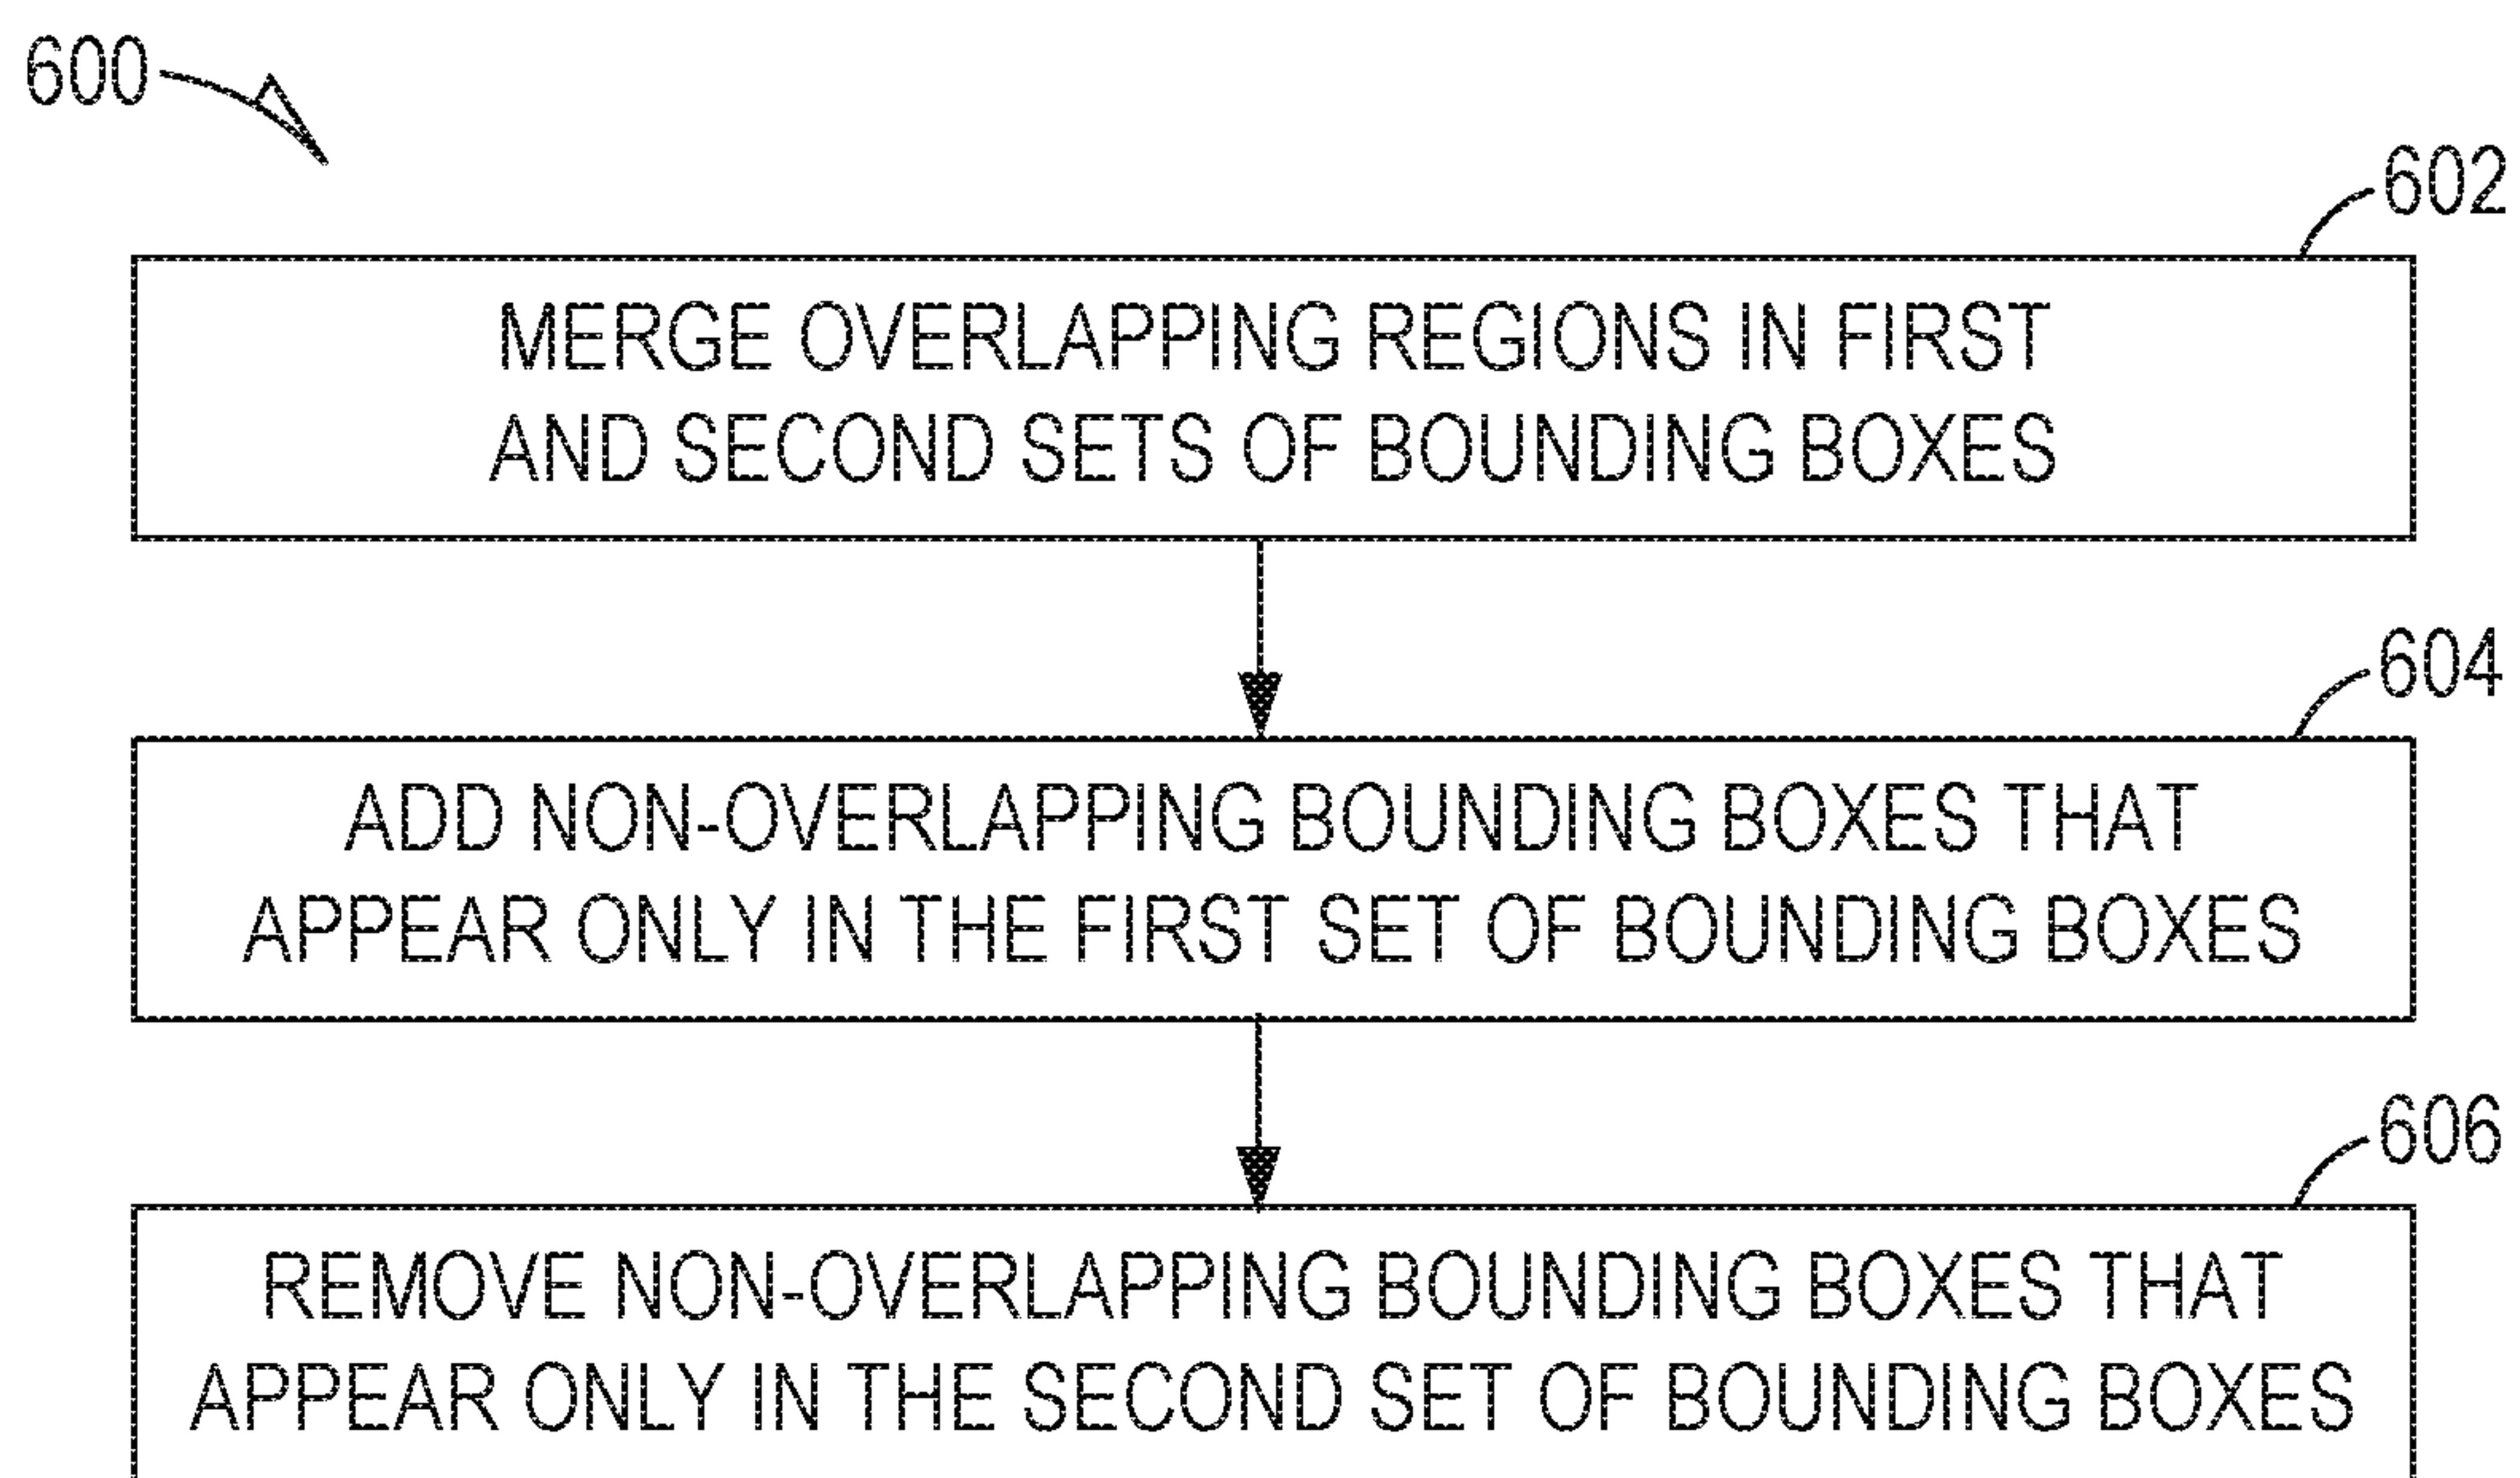 600
602
MERGE OVERLAPPING REGIONS IN FIRST
AND SECOND SETS OF BOUNDING BOXES
604
ADD NON-OVERLAPPING BOUNDING BOXES THAT
APPEAR ONLY IN THE FIRST SET OF BOUNDING BOXES
606
REMOVE NON-OVERLAPPING BOUNDING BOXES THAT
APPEAR ONLY IN THE SECOND SET OF BOUNDING BOXES